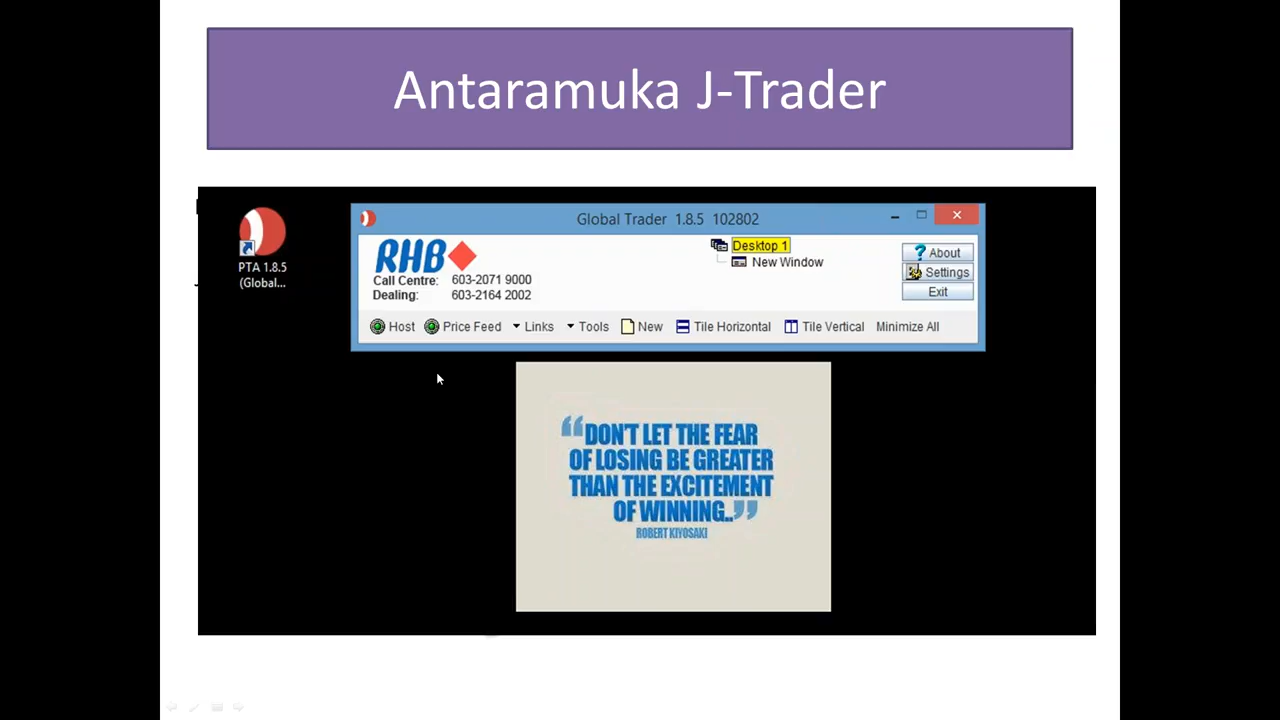 Antaramuka J-Trader
PTA 1.8.5
(Global...
Global Trader 1.8.5 102802
RHB
Call Centre: 603-2071 9000
Dealing: 603-2164 2002
Desktop 1
New Window
About
Settings
Exit
Host Price Feed Links Tools New Tile Horizontal Tile Vertical Minimize All
“DON'T LET THE FEAR
OF LOSING BE GREATER
THAN THE EXCITEMENT
OF WINNING..”
ROBERT KIYOSAKI